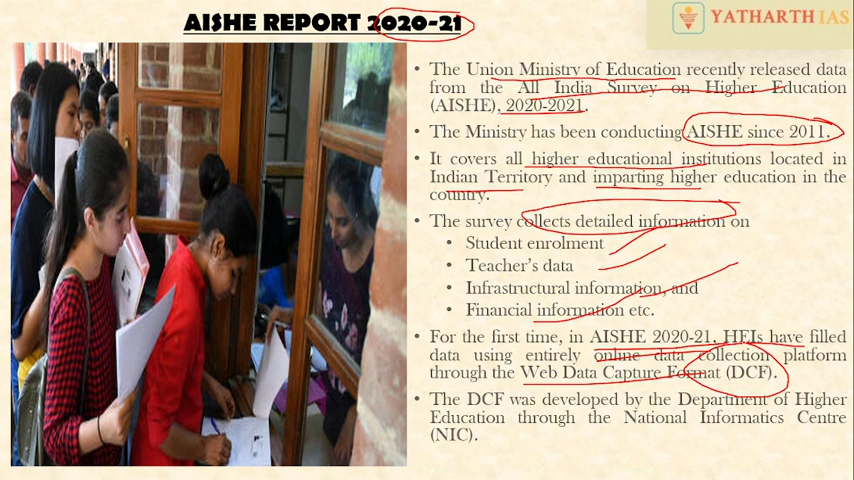 AISHE REPORT 2020-21
YATHARTH IAS
• The Union Ministry of Education recently released data
from the All India Survey on Higher Education
(AISHE), 2020-2021.
• The Ministry has been conducting AISHE since 2011.
• It covers all higher educational institutions located in
Indian Territory and imparting higher education in the
country.
• The survey collects detailed information on
• Student enrolment
• Teacher's data
• Infrastructural information, and
• Financial information etc.
• For the first time, in AISHE 2020-21, HEIs have filled
data using entirely online data collection platform
through the Web Data Capture Format (DCF).
• The DCF was developed by the Department of Higher
Education through the National Informatics Centre
(NIC).